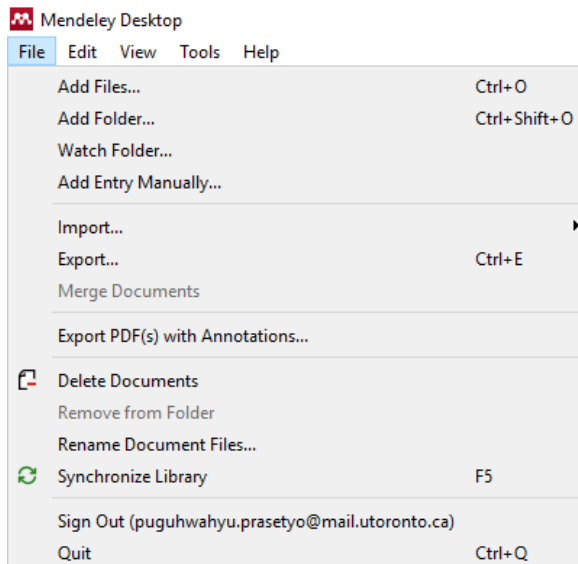 Mendeley Desktop
File Edit View Tools Help
Add Files... Ctrl+O
Add Folder... Ctrl+Shift+O
Watch Folder...
Add Entry Manually...
Import...
Export... Ctrl+E
Merge Documents
Export PDF(s) with Annotations...
Delete Documents
Remove from Folder
Rename Document Files...
Synchronize Library F5
Sign Out (puguhwahyu.prasetyo@mail.utoronto.ca)
Quit Ctrl+Q